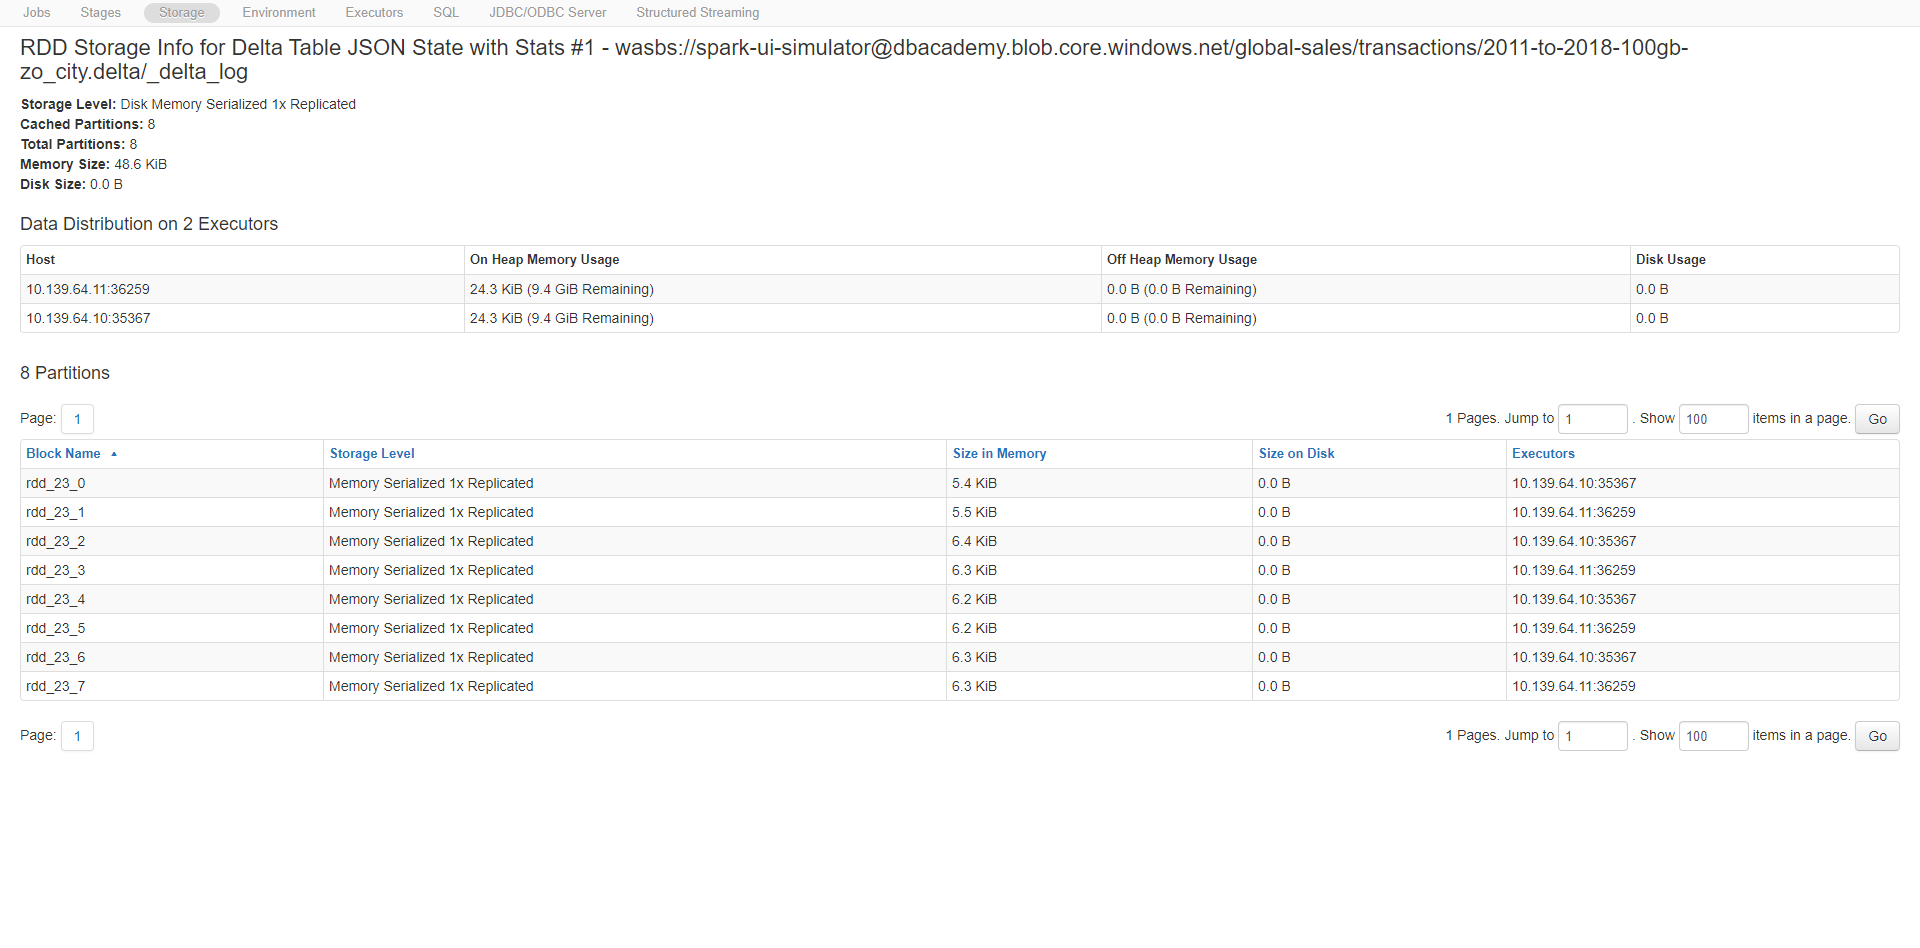 Jobs Stages Storage Environment Executors SQL JDBC/ODBC Server Structured Streaming
RDD Storage Info for Delta Table JSON State with Stats #1 - wasbs://spark-ui-simulator@dbacademy.blob.core.windows.net/global-sales/transactions/2011-to-2018-100gb-
zo_city.delta/_delta_log
Storage Level: Disk Memory Serialized 1x Replicated
Cached Partitions: 8
Total Partitions: 8
Memory Size: 48.6 KiB
Disk Size: 0.0 B
Data Distribution on 2 Executors
Host On Heap Memory Usage Off Heap Memory Usage Disk Usage
10.139.64.11:36259 24.3 KiB (9.4 GiB Remaining) 0.0 B (0.0 B Remaining) 0.0 B
10.139.64.10:35367 24.3 KiB (9.4 GiB Remaining) 0.0 B (0.0 B Remaining) 0.0 B
8 Partitions
Page: 1 1 Pages. Jump to 1 . Show 100 items in a page. Go
Block Name ▲ Storage Level Size in Memory Size on Disk Executors
rdd_23_0 Memory Serialized 1x Replicated 5.4 KiB 0.0 B 10.139.64.10:35367
rdd_23_1 Memory Serialized 1x Replicated 5.5 KiB 0.0 B 10.139.64.11:36259
rdd_23_2 Memory Serialized 1x Replicated 6.4 KiB 0.0 B 10.139.64.10:35367
rdd_23_3 Memory Serialized 1x Replicated 6.3 KiB 0.0 B 10.139.64.11:36259
rdd_23_4 Memory Serialized 1x Replicated 6.2 KiB 0.0 B 10.139.64.10:35367
rdd_23_5 Memory Serialized 1x Replicated 6.2 KiB 0.0 B 10.139.64.11:36259
rdd_23_6 Memory Serialized 1x Replicated 6.3 KiB 0.0 B 10.139.64.10:35367
rdd_23_7 Memory Serialized 1x Replicated 6.3 KiB 0.0 B 10.139.64.11:36259
Page: 1 1 Pages. Jump to 1 . Show 100 items in a page. Go